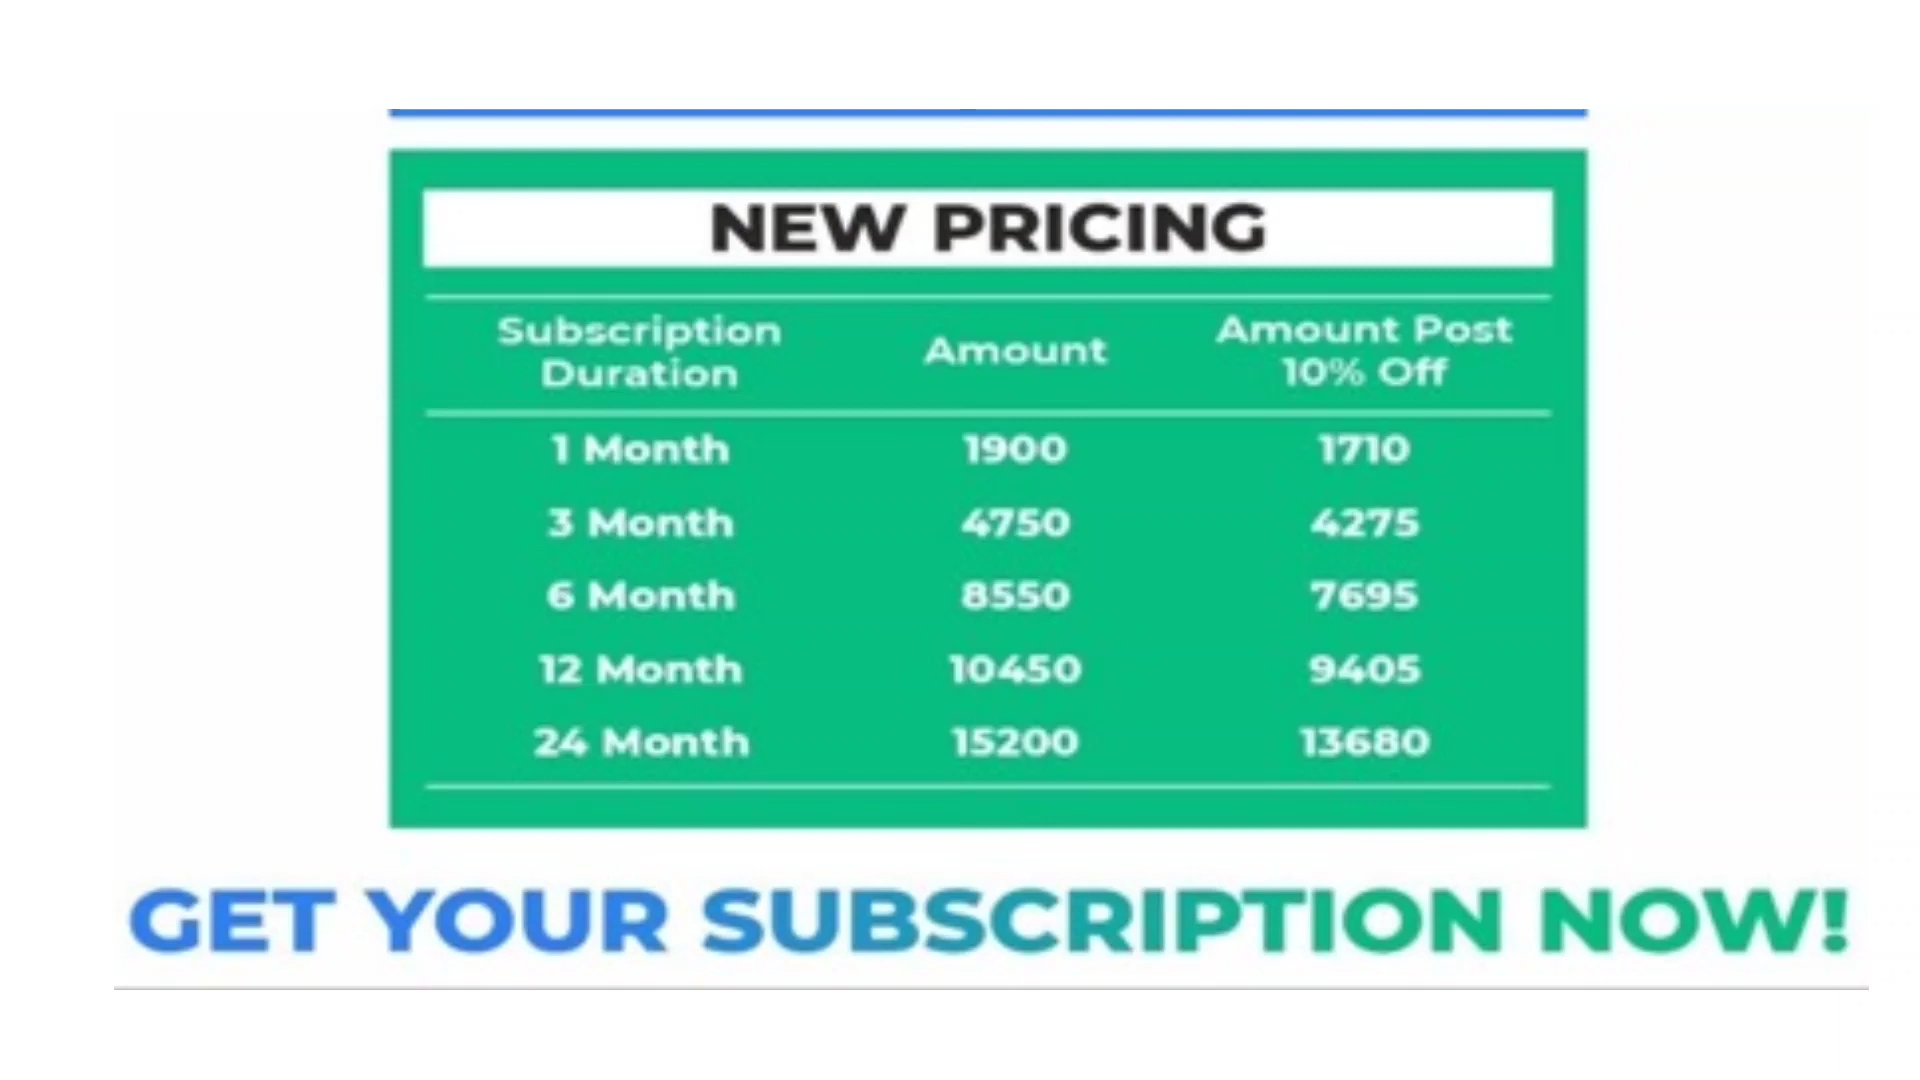 NEW PRICING
Subscription Duration Amount Amount Post 10% Off
1 Month 1900 1710
3 Month 4750 4275
6 Month 8550 7695
12 Month 10450 9405
24 Month 15200 13680
GET YOUR SUBSCRIPTION NOW!